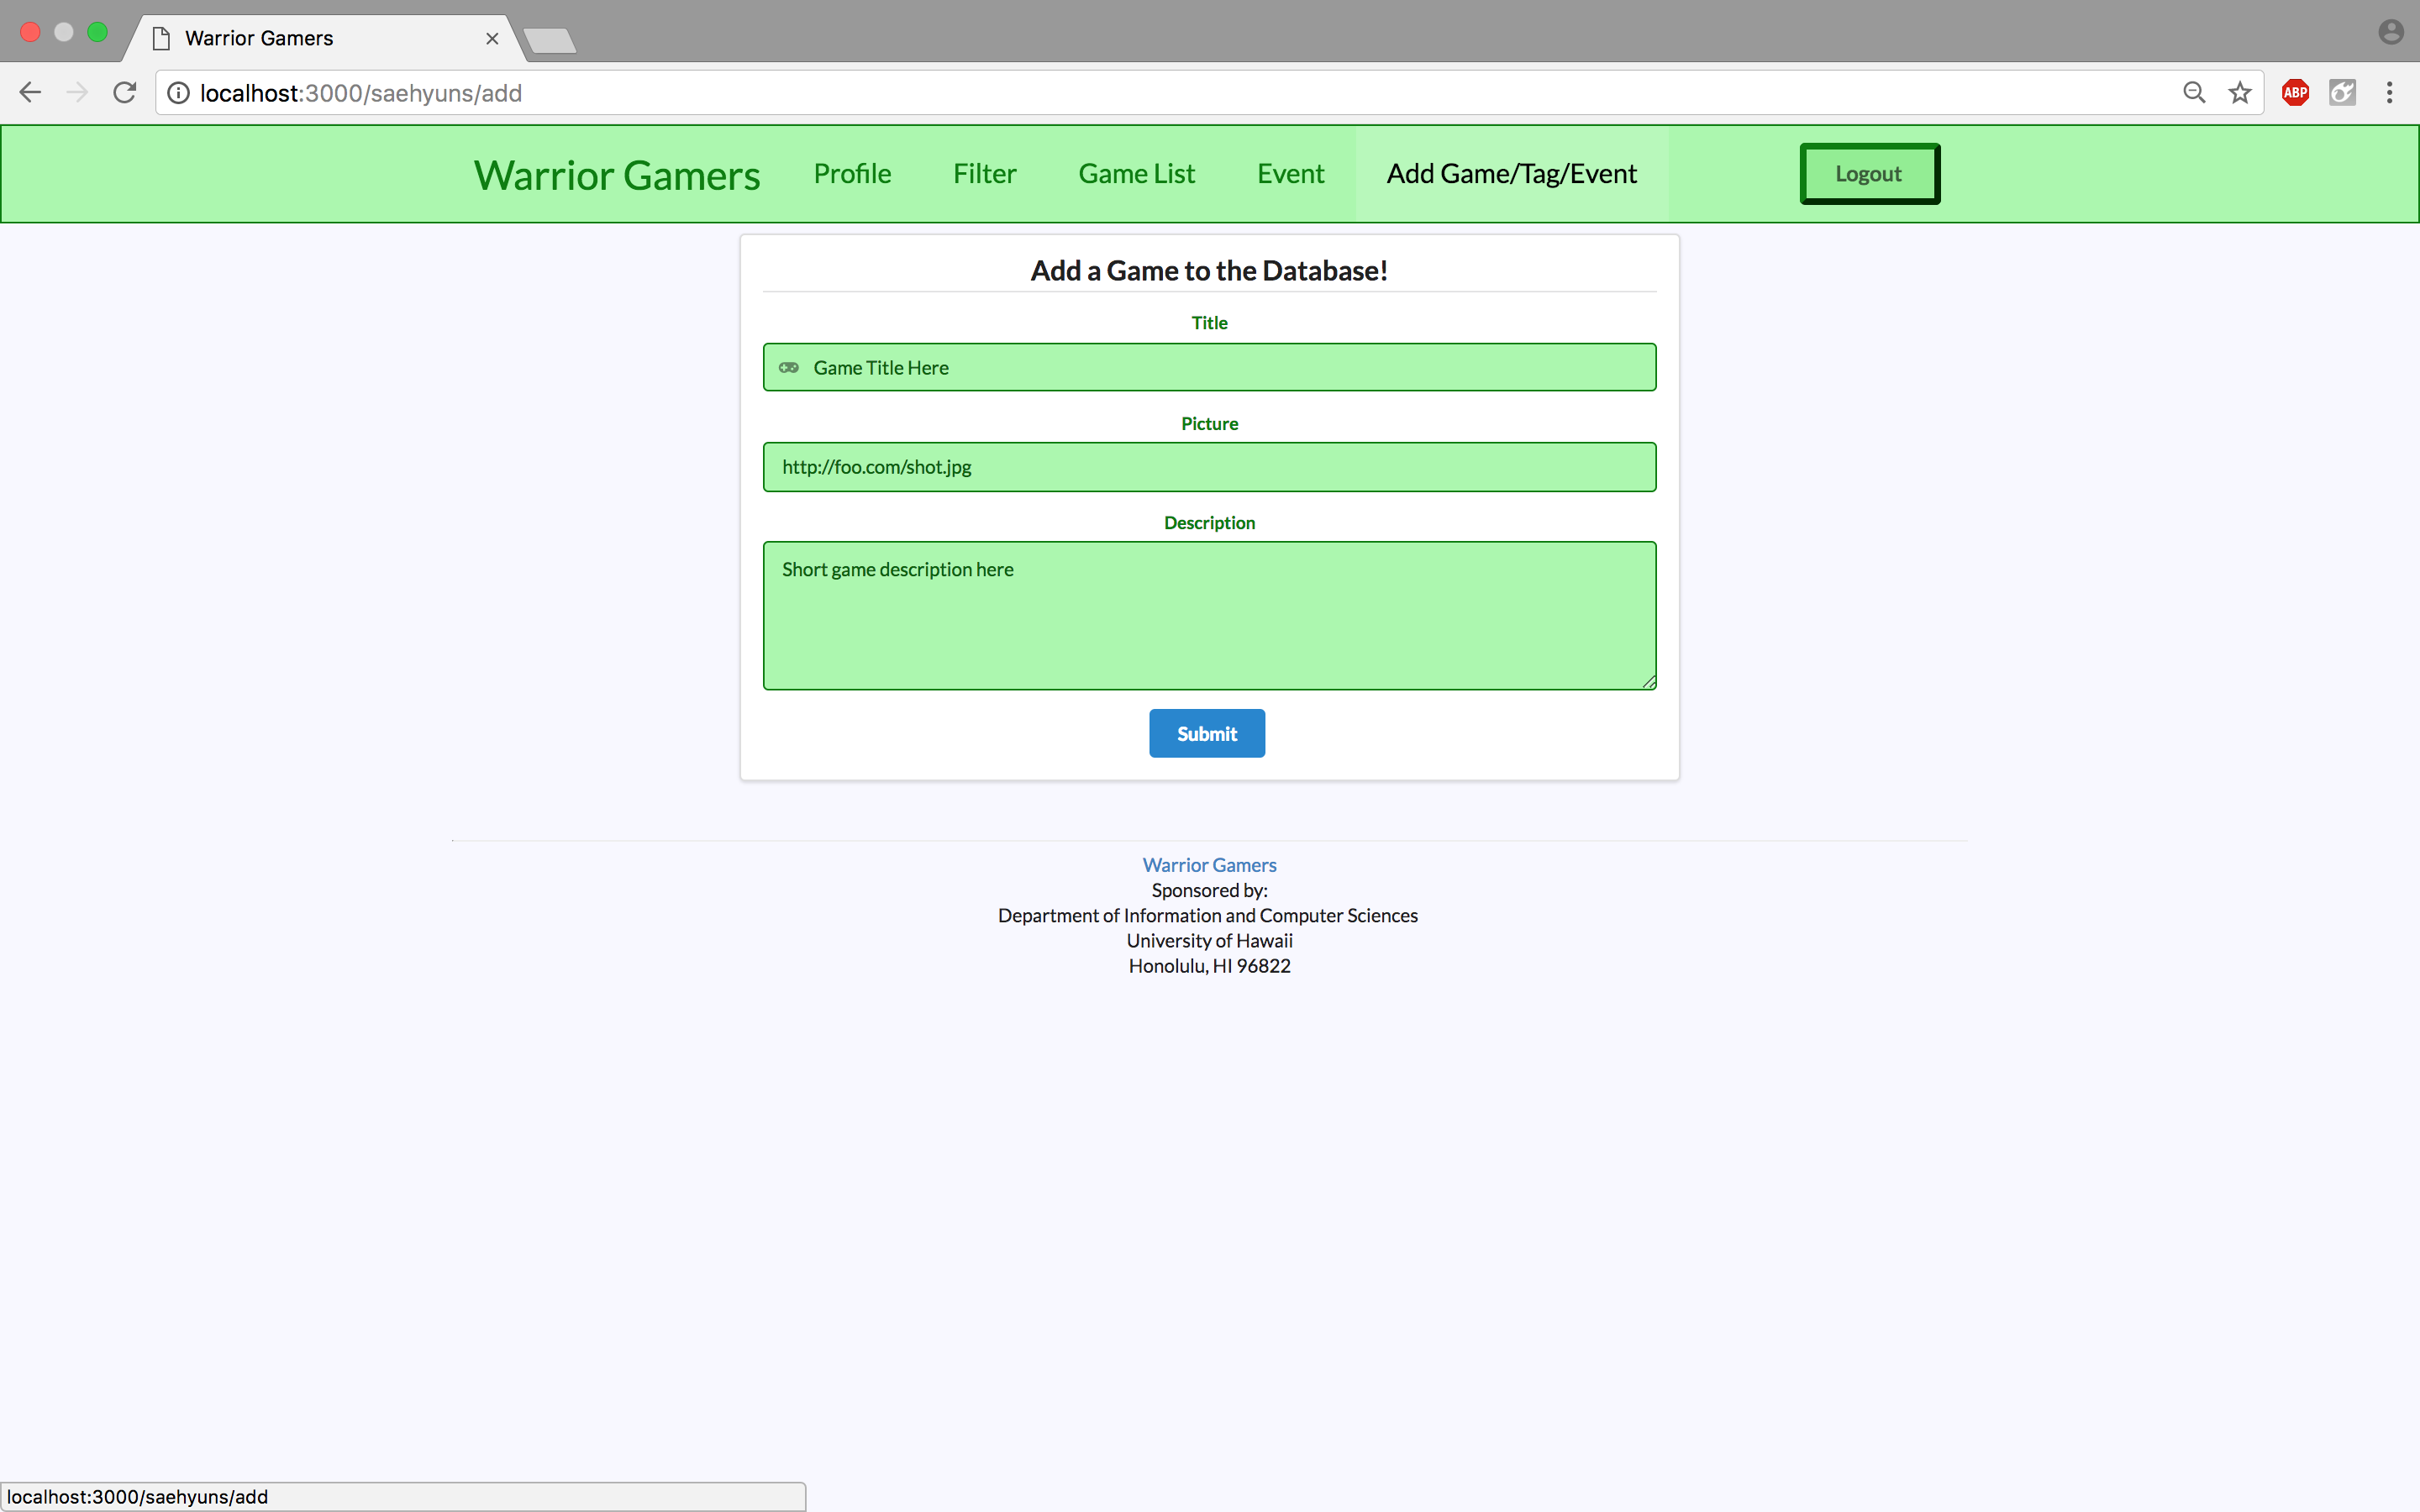 Warrior Gamers
localhost:3000/saehyuns/add
ABP
Warrior Gamers Profile Filter Game List Event Add Game/Tag/Event Logout
Add a Game to the Database!
Title
Game Title Here
Picture
http://foo.com/shot.jpg
Description
Short game description here
Submit
Warrior Gamers
Sponsored by:
Department of Information and Computer Sciences
University of Hawaii
Honolulu, HI 96822
localhost:3000/saehyuns/add